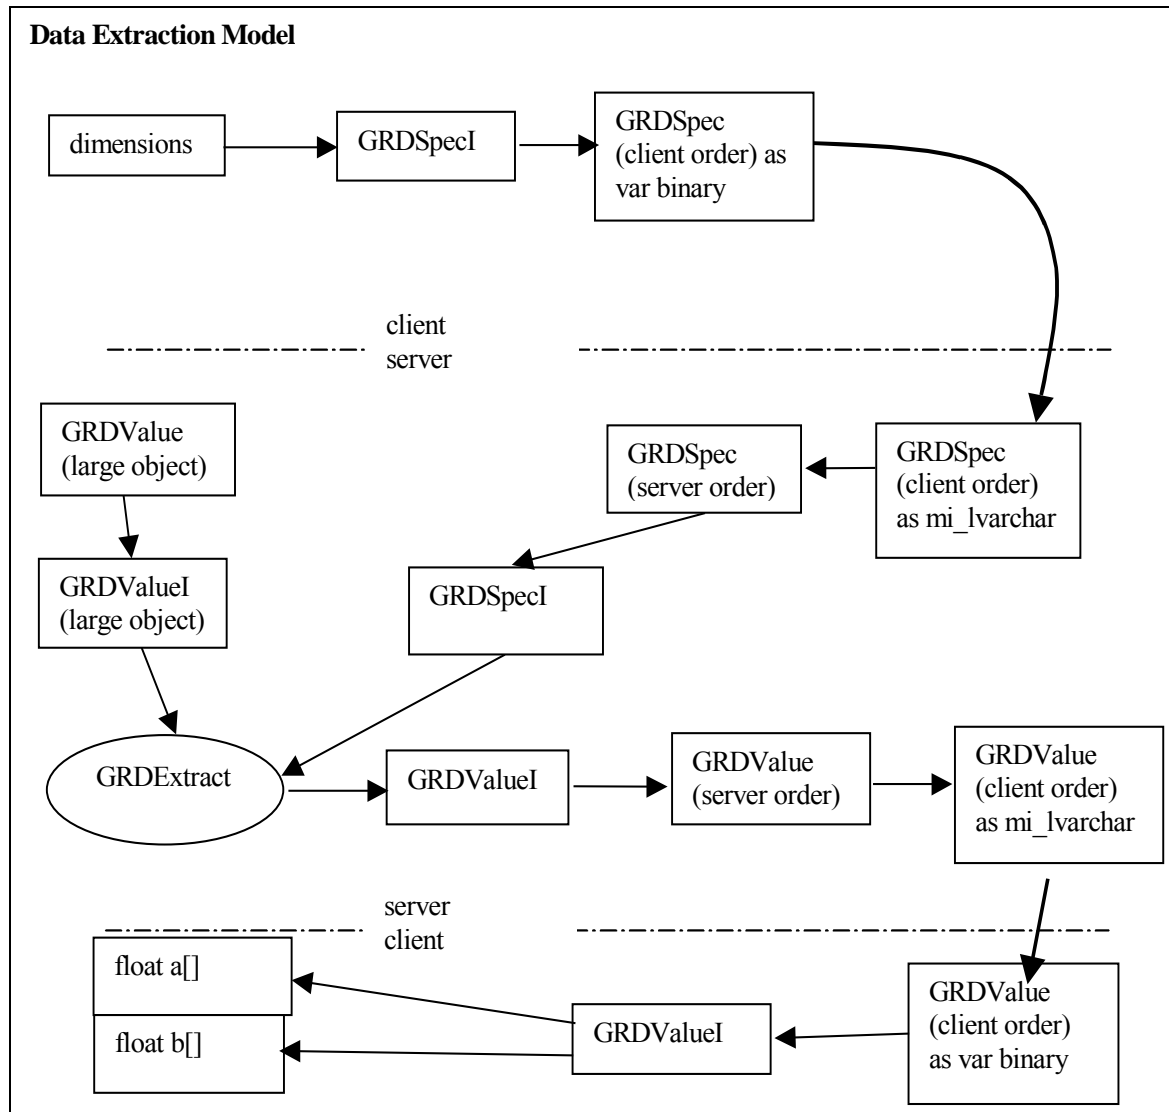 Data Extraction Model
dimensions
GRDSpecI
GRDSpec
(client order) as
var binary
client
server
GRDValue
(large object)
GRDSpec
(server order)
GRDSpec
(client order)
as mi_lvarchar
GRDValueI
(large object)
GRDSpecI
GRDExtract
GRDValueI
GRDValue
(server order)
GRDValue
(client order)
as mi_lvarchar
server
client
float a[]
float b[]
GRDValueI
GRDValue
(client order)
as var binary